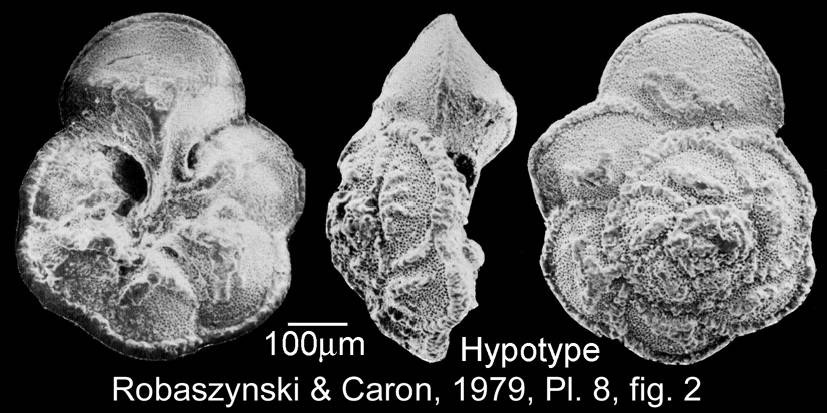 100µm
Hypotype
Robaszynski & Caron, 1979, Pl. 8, fig. 2